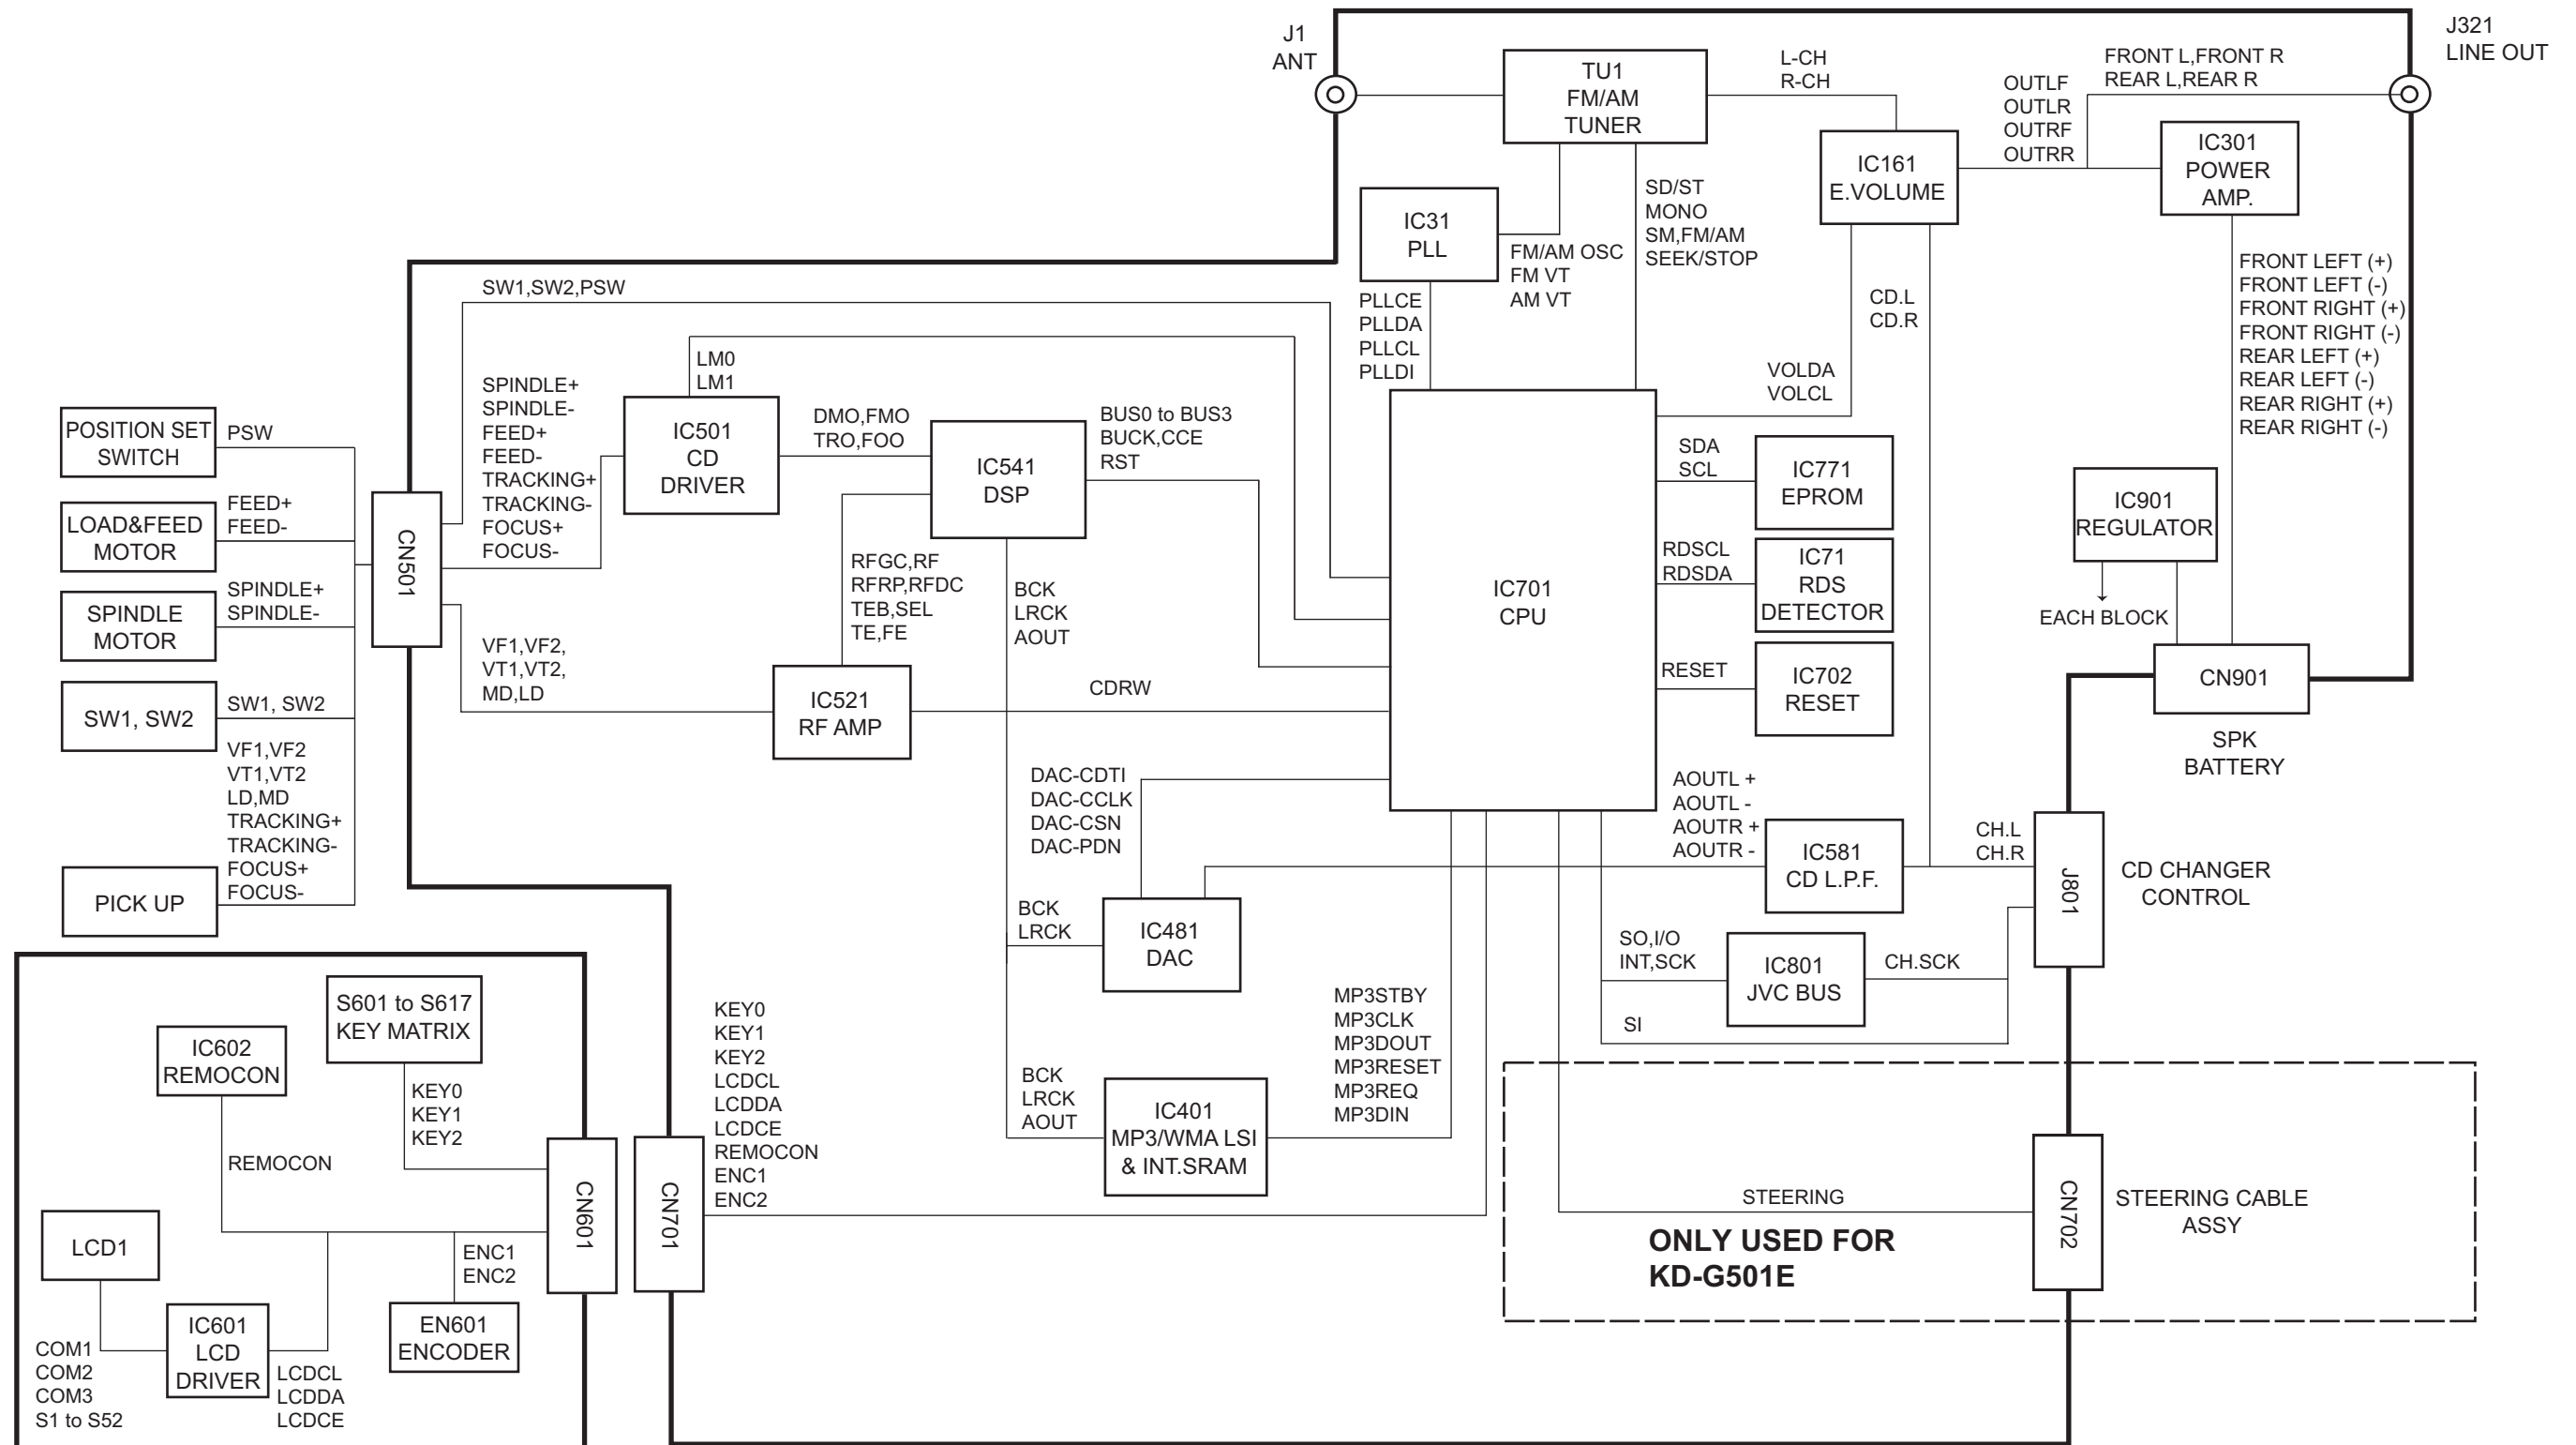 J1
ANT
J321
LINE OUT
TU1
FM/AM
TUNER
L-CH
R-CH
FRONT L,FRONT R
REAR L,REAR R
OUTLF
OUTLR
OUTRF
OUTRR
IC161
E.VOLUME
IC301
POWER
AMP.
IC31
PLL
SD/ST
MONO
SM,FM/AM
SEEK/STOP
FM/AM OSC
FM VT
AM VT
PLLCE
PLLDA
PLLCL
PLLDI
CD.L
CD.R
VOLDA
VOLCL
FRONT LEFT (+)
FRONT LEFT (-)
FRONT RIGHT (+)
FRONT RIGHT (-)
REAR LEFT (+)
REAR LEFT (-)
REAR RIGHT (+)
REAR RIGHT (-)
SW1,SW2,PSW
LM0
LM1
SPINDLE+
SPINDLE-
FEED+
FEED-
TRACKING+
TRACKING-
FOCUS+
FOCUS-
IC501
CD
DRIVER
DMO,FMO
TRO,FOO
IC541
DSP
BUS0 to BUS3
BUCK,CCE
RST
POSITION SET
SWITCH
PSW
LOAD&FEED
MOTOR
FEED+
FEED-
SPINDLE
MOTOR
SPINDLE+
SPINDLE-
SW1, SW2
SW1, SW2
VF1,VF2
VT1,VT2
LD,MD
TRACKING+
TRACKING-
FOCUS+
FOCUS-
PICK UP
CN501
VF1,VF2,
VT1,VT2,
MD,LD
RFGC,RF
RFRP,RFDC
TEB,SEL
TE,FE
BCK
LRCK
AOUT
IC521
RF AMP
CDRW
IC701
CPU
SDA
SCL
IC771
EPROM
RDSCL
RDSDA
IC71
RDS
DETECTOR
RESET
IC702
RESET
IC901
REGULATOR
EACH BLOCK
CN901
SPK
BATTERY
DAC-CDTI
DAC-CCLK
DAC-CSN
DAC-PDN
AOUTL +
AOUTL -
AOUTR +
AOUTR -
IC581
CD L.P.F.
CH.L
CH.R
J801
CD CHANGER
CONTROL
BCK
LRCK
IC481
DAC
SO,I/O
INT,SCK
IC801
JVC BUS
CH.SCK
SI
MP3STBY
MP3CLK
MP3DOUT
MP3RESET
MP3REQ
MP3DIN
BCK
LRCK
AOUT
IC401
MP3/WMA LSI
& INT.SRAM
S601 to S617
KEY MATRIX
IC602
REMOCON
KEY0
KEY1
KEY2
REMOCON
LCD1
ENC1
ENC2
CN601
CN701
KEY0
KEY1
KEY2
LCDCL
LCDDA
LCDCE
REMOCON
ENC1
ENC2
IC601
LCD
DRIVER
EN601
ENCODER
COM1
COM2
COM3
S1 to S52
LCDCL
LCDDA
LCDCE
STEERING
CN702
STEERING CABLE
ASSY
ONLY USED FOR
KD-G501E